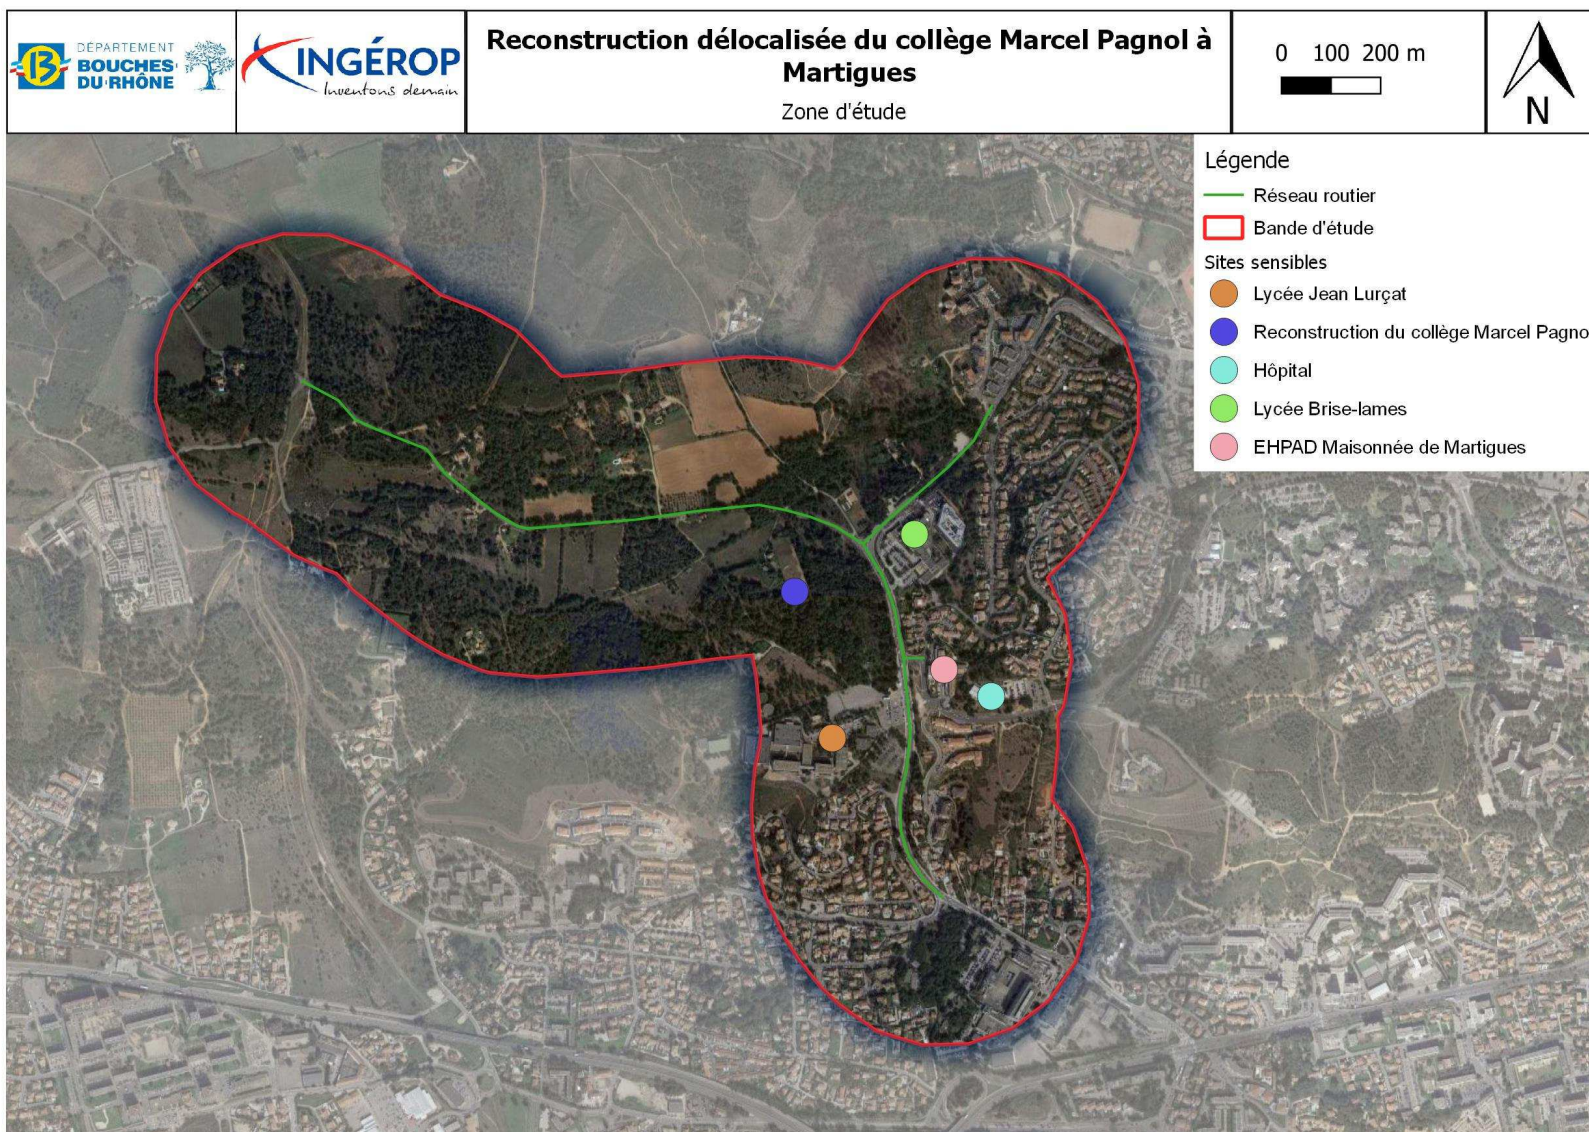 DÉPARTEMENT
BOUCHES
DU·RHÔNE
INGÉROP
Inventons demain
Reconstruction délocalisée du collège Marcel Pagnol à
Martigues
Zone d'étude
0 100 200 m
N
Légende
Réseau routier
Bande d'étude
Sites sensibles
Lycée Jean Lurçat
Reconstruction du collège Marcel Pagno
Hôpital
Lycée Brise-lames
EHPAD Maisonnée de Martigues